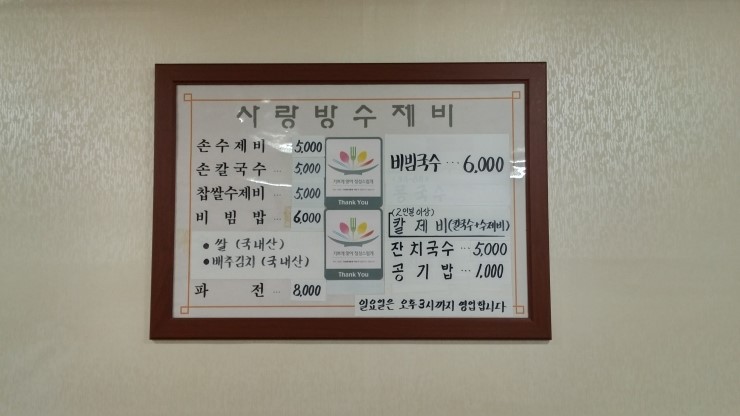 사랑방수제비
손수제비 5,000
손칼국수 … 5,000
찹쌀수제비 … 5,000
비빔밥 … 6,000
• 쌀 (국내산)
• 배추김치 (국내산)
파전 … 8,000
Thank You
Thank You
비빔국수 … 6,000
(2인분이상)
칼제비(칼국수+수제비)
잔치국수 … 5,000
공기밥 … 1,000
일요일은 오후3시까지 영업합니다